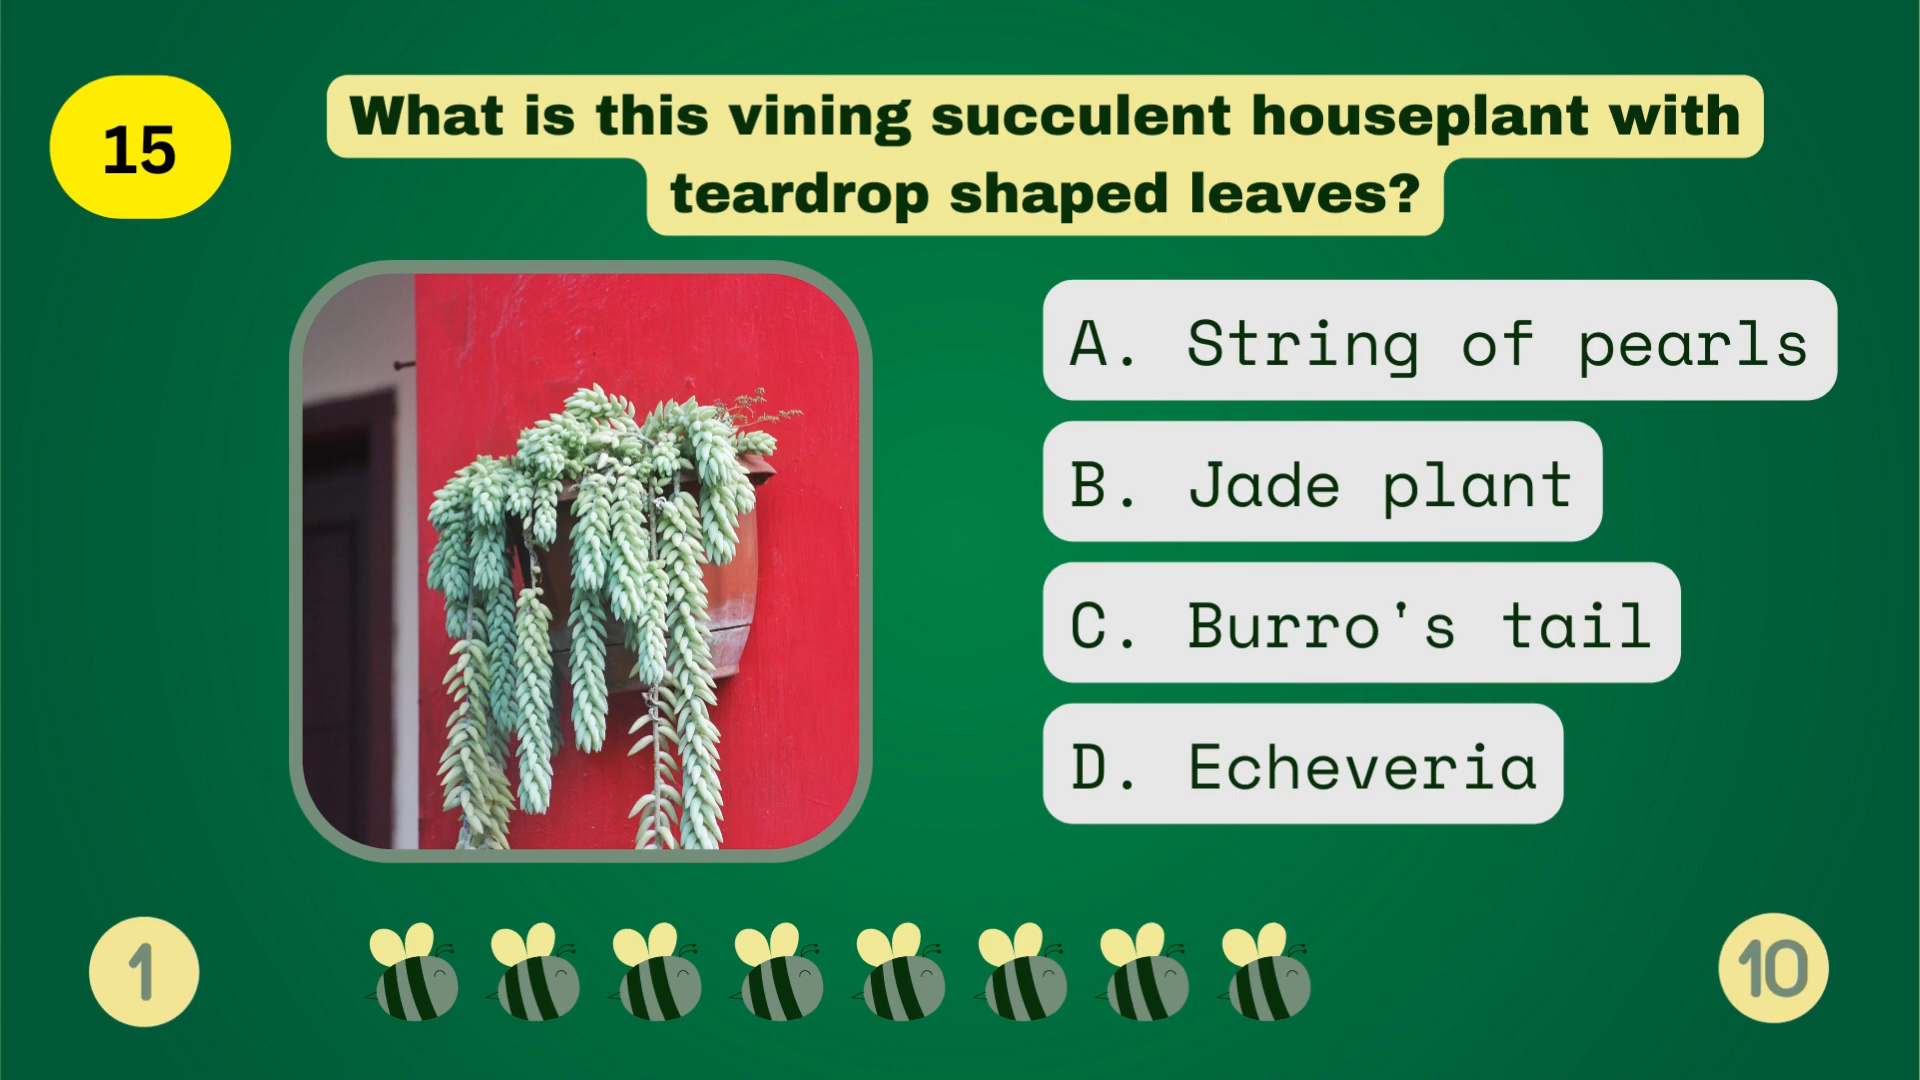 15
What is this vining succulent houseplant with
teardrop shaped leaves?
A. String of pearls
B. Jade plant
C. Burro's tail
D. Echeveria
1
10